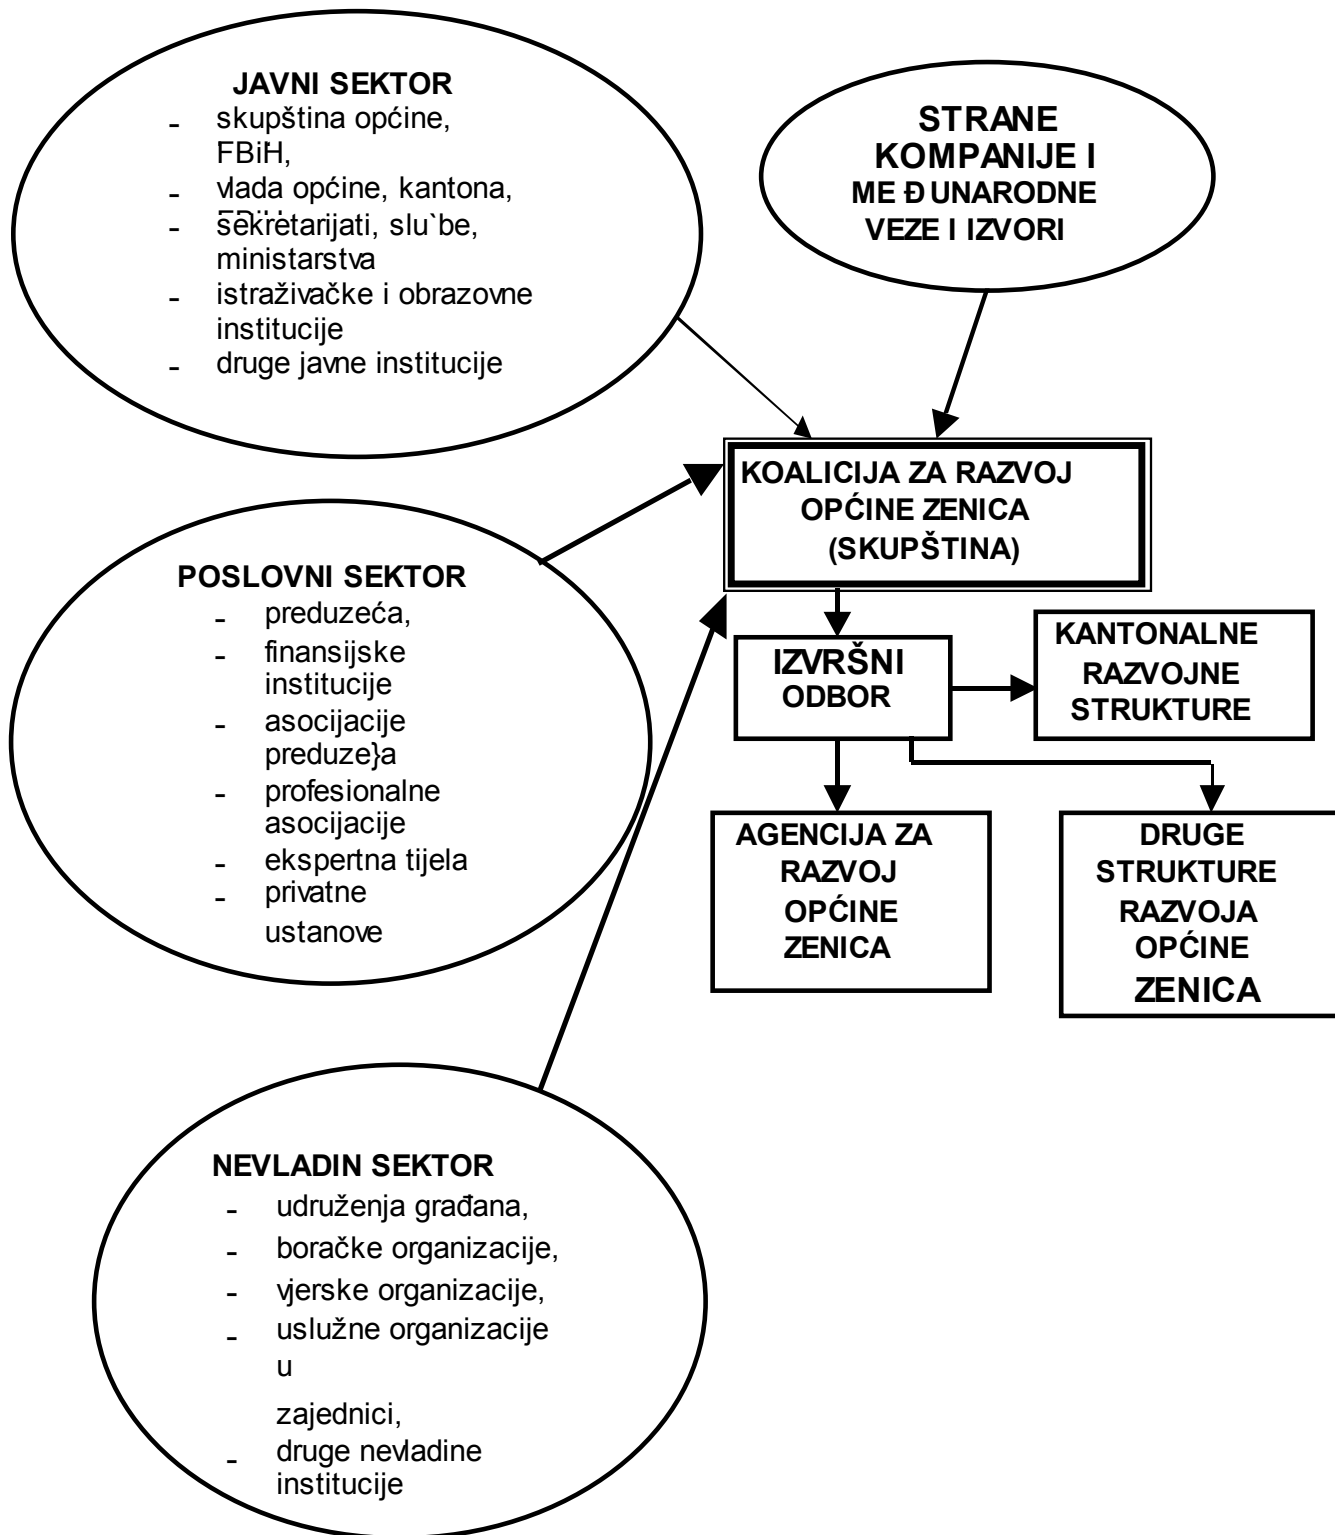 JAVNI SEKTOR
- skupština općine,
FBiH,
- vlada općine, kantona,
- sekretarijati, slu`be,
ministarstva
- istraživačke i obrazovne
institucije
- druge javne institucije
STRANE
KOMPANIJE I
ME ĐUNARODNE
VEZE I IZVORI
KOALICIJA ZA RAZVOJ
OPĆINE ZENICA
(SKUPŠTINA)
POSLOVNI SEKTOR
- preduzeća,
- finansijske
institucije
- asocijacije
preduze}a
- profesionalne
asocijacije
- ekspertna tijela
- privatne
ustanove
IZVRŠNI
ODBOR
KANTONALNE
RAZVOJNE
STRUKTURE
AGENCIJA ZA
RAZVOJ
OPĆINE
ZENICA
DRUGE
STRUKTURE
RAZVOJA
OPĆINE
ZENICA
NEVLADIN SEKTOR
- udruženja građana,
- boračke organizacije,
- vjerske organizacije,
- uslužne organizacije
u
zajednici,
- druge nevladine
institucije